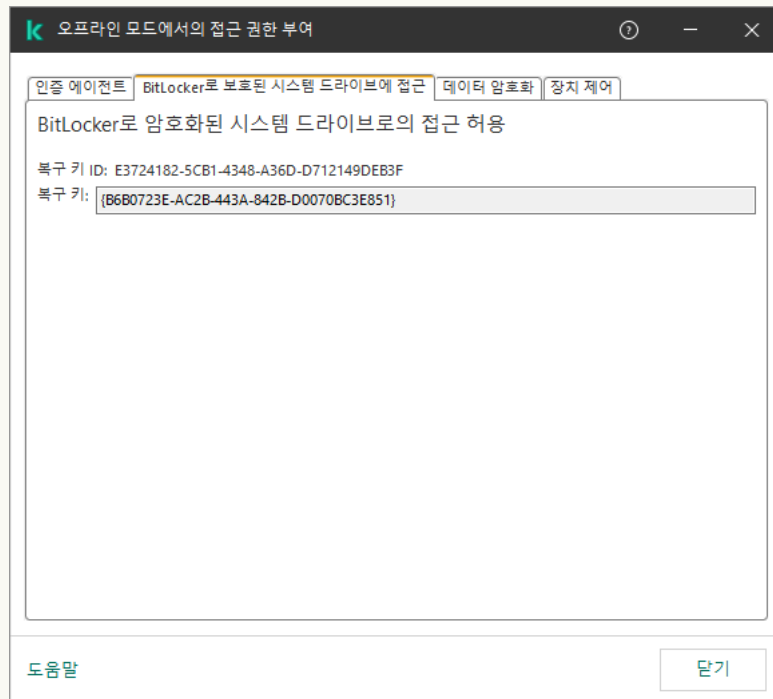 오프라인 모드에서의 접근 권한 부여
인증 에이전트 BitLocker로 보호된 시스템 드라이브에 접근 데이터 암호화 장치 제어
BitLocker로 암호화된 시스템 드라이브로의 접근 허용
복구 키 ID: E3724182-5CB1-4348-A36D-D712149DEB3F
복구 키: {B6B0723E-AC2B-443A-842B-D0070BC3E851}
도움말 닫기